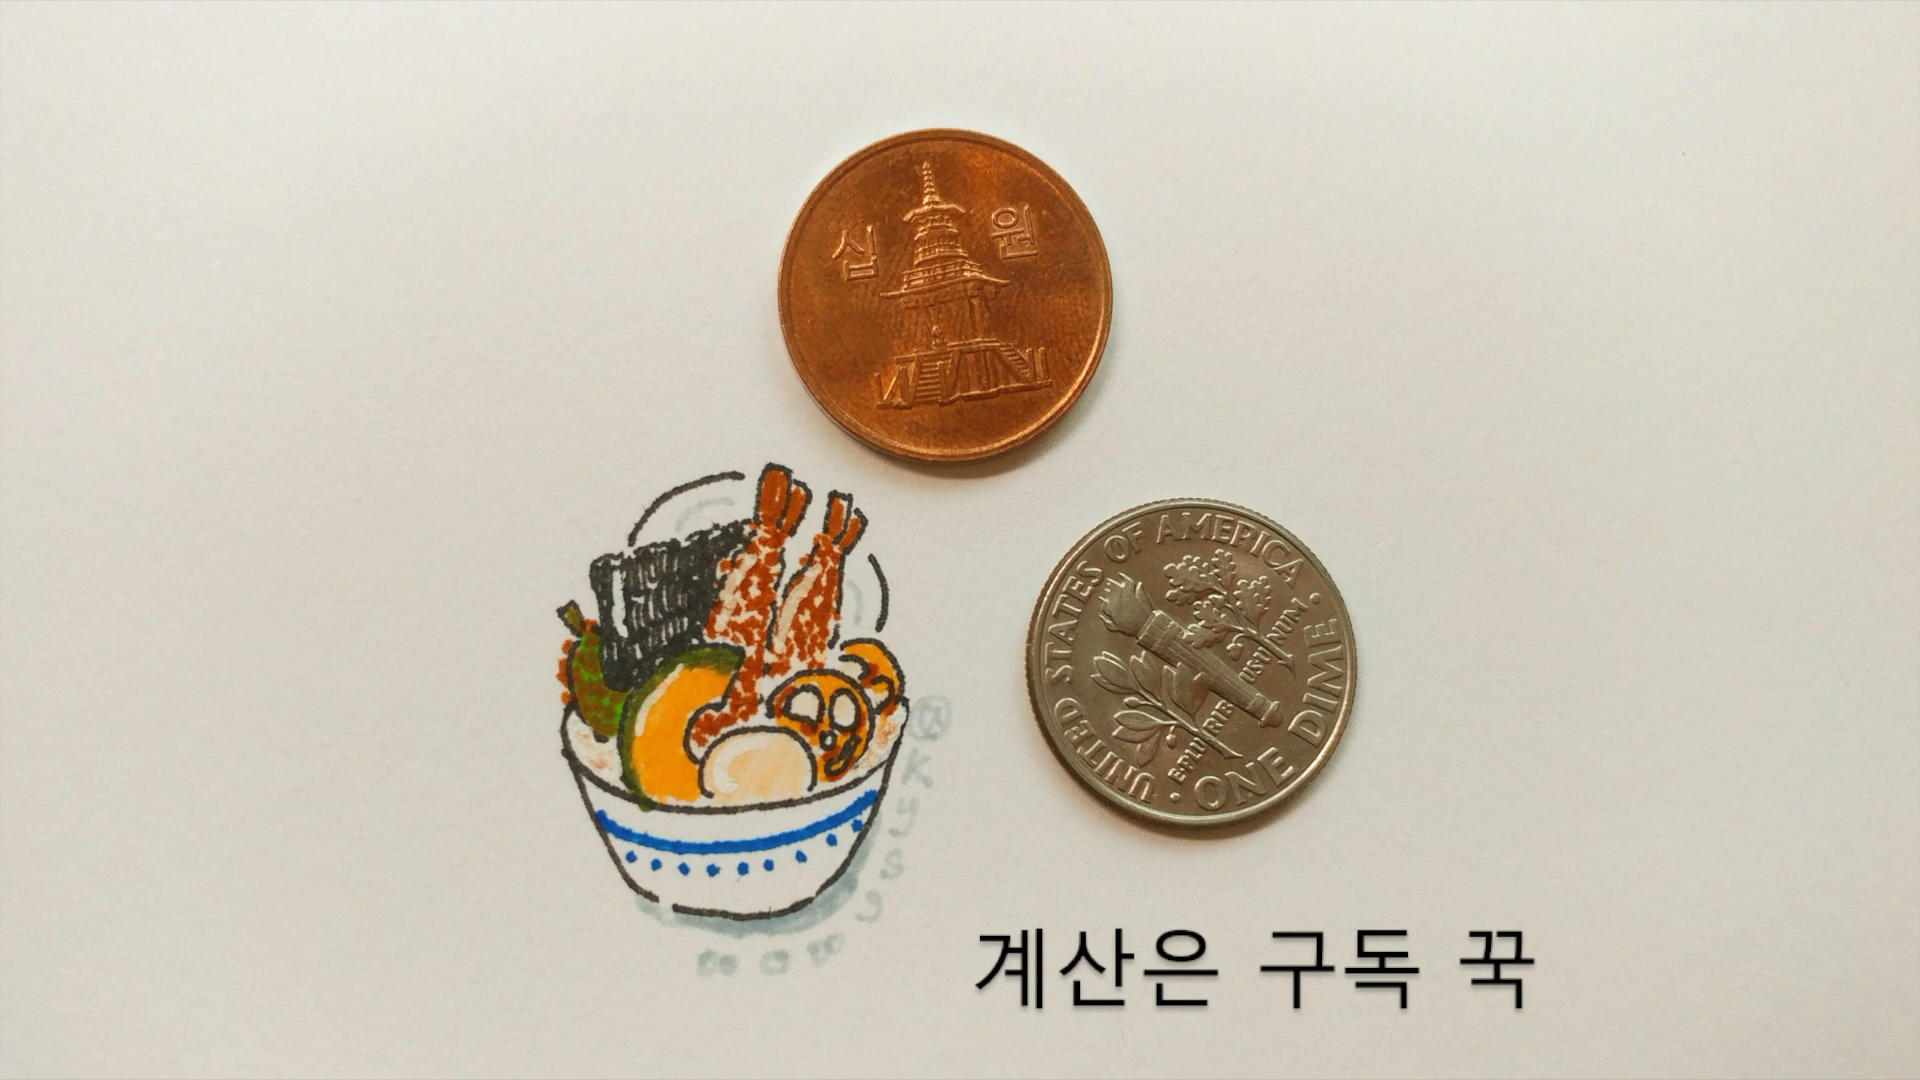 십 원
UNITED STATES OF AMERICA
E PLURIBUS UNUM
ONE DIME
계산은 구독 꾹